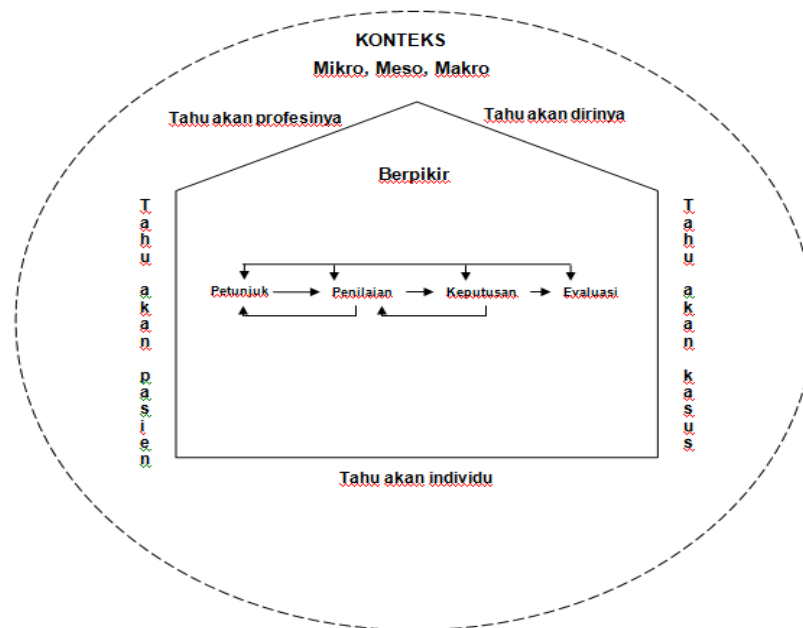 KONTEKS
Mikro, Meso, Makro
Tahu akan profesinya
Tahu akan dirinya
Berpikir
Tahu akan pasien
Tahu akan kasus
Petunjuk
Penilaian
Keputusan
Evaluasi
Tahu akan individu